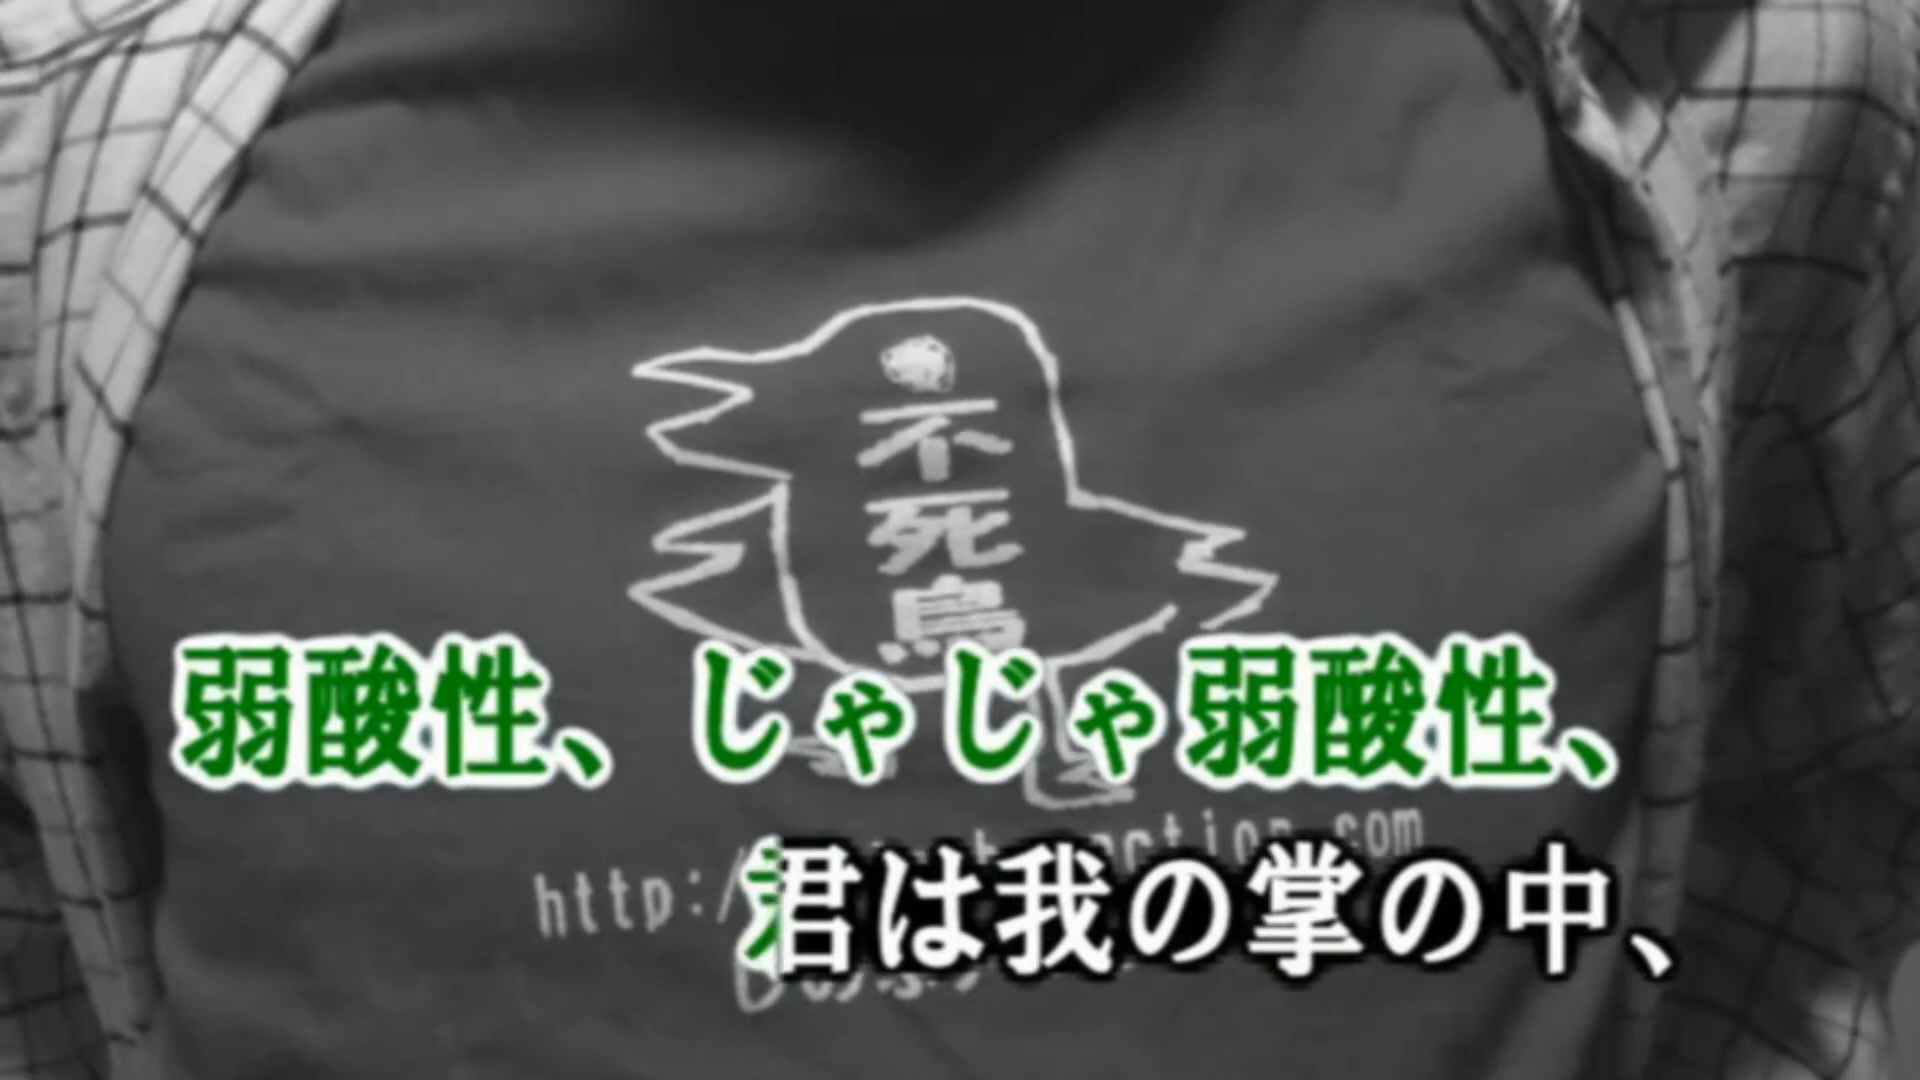 不
死
鳥
弱酸性、じゃじゃ弱酸性、
君は我の掌の中、
http:/